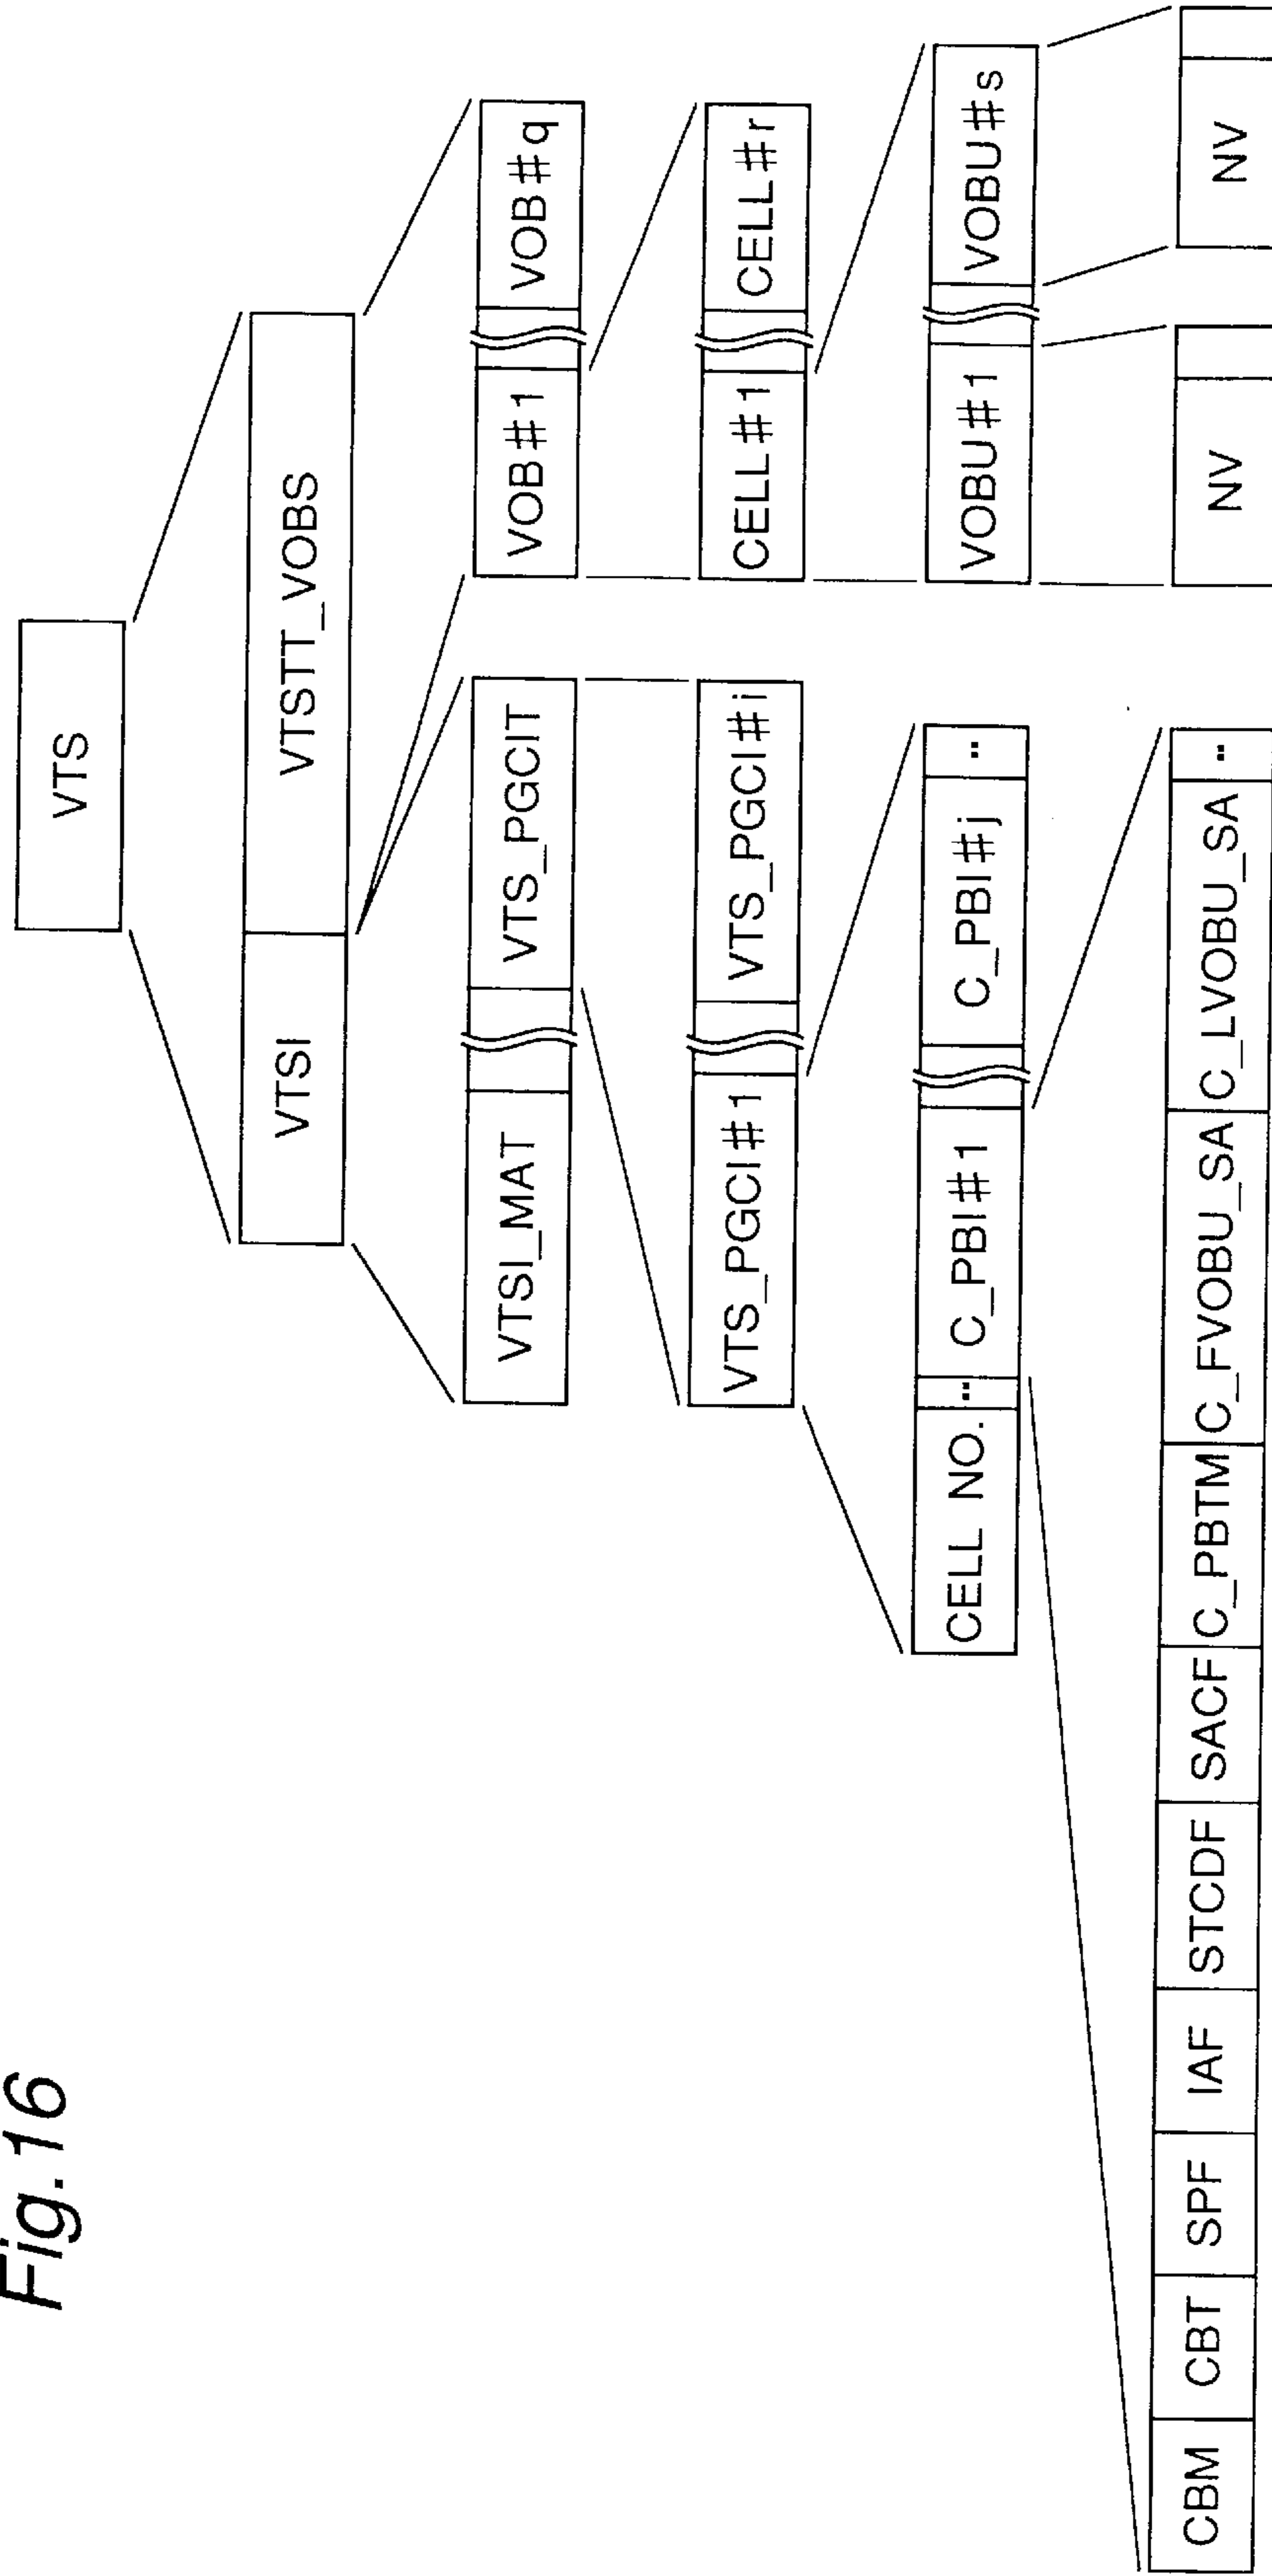 Fig.16
VTS
VTSI VTSTT_VOBS
VTSI_MAT VTS_PGCIT VOB#1 VOB#q
VTS_PGCI#1 VTS_PGCI#i CELL#1 CELL#r
CELL NO. .. C_PBI#1 C_PBI#j .. VOBU#1 VOBU#s
CBM CBT SPF IAF STCDF SACF C_PBTM C_FVOBU_SA C_LVOBU_SA .. NV NV